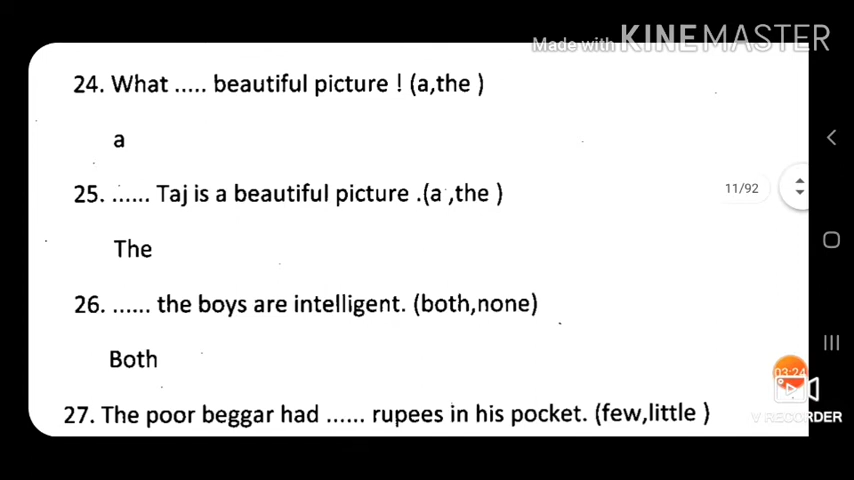 Made with KINEMASTER
24. What ..... beautiful picture ! (a,the )
a
25. ...... Taj is a beautiful picture .(a ,the )
11/92
The
26. ...... the boys are intelligent. (both,none)
Both
03:24
27. The poor beggar had ...... rupees in his pocket. (few,little )
V RECORDER